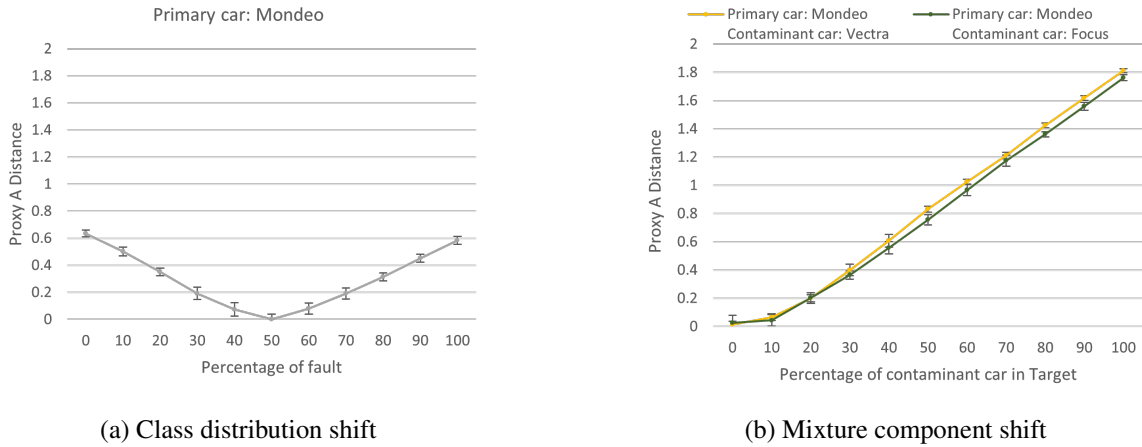 Primary car: Mondeo
2
1.8
1.6
1.4
1.2
1
0.8
0.6
0.4
0.2
0
Proxy A Distance
0 10 20 30 40 50 60 70 80 90 100
Percentage of fault
(a) Class distribution shift
Primary car: Mondeo
Contaminant car: Vectra
Primary car: Mondeo
Contaminant car: Focus
2
1.8
1.6
1.4
1.2
1
0.8
0.6
0.4
0.2
0
Proxy A Distance
0 10 20 30 40 50 60 70 80 90 100
Percentage of contaminant car in Target
(b) Mixture component shift